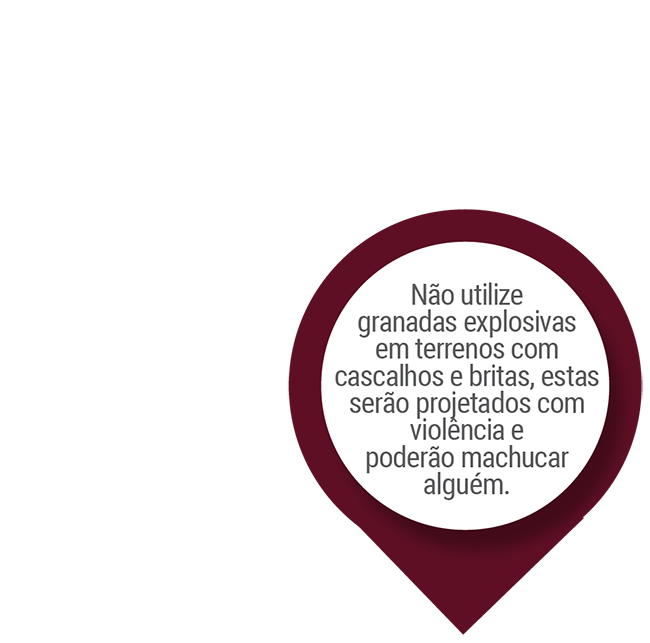 Não utilize
granadas explosivas
em terrenos com
cascalhos e britas, estas
serão projetados com
violência e
poderão machucar
alguém.